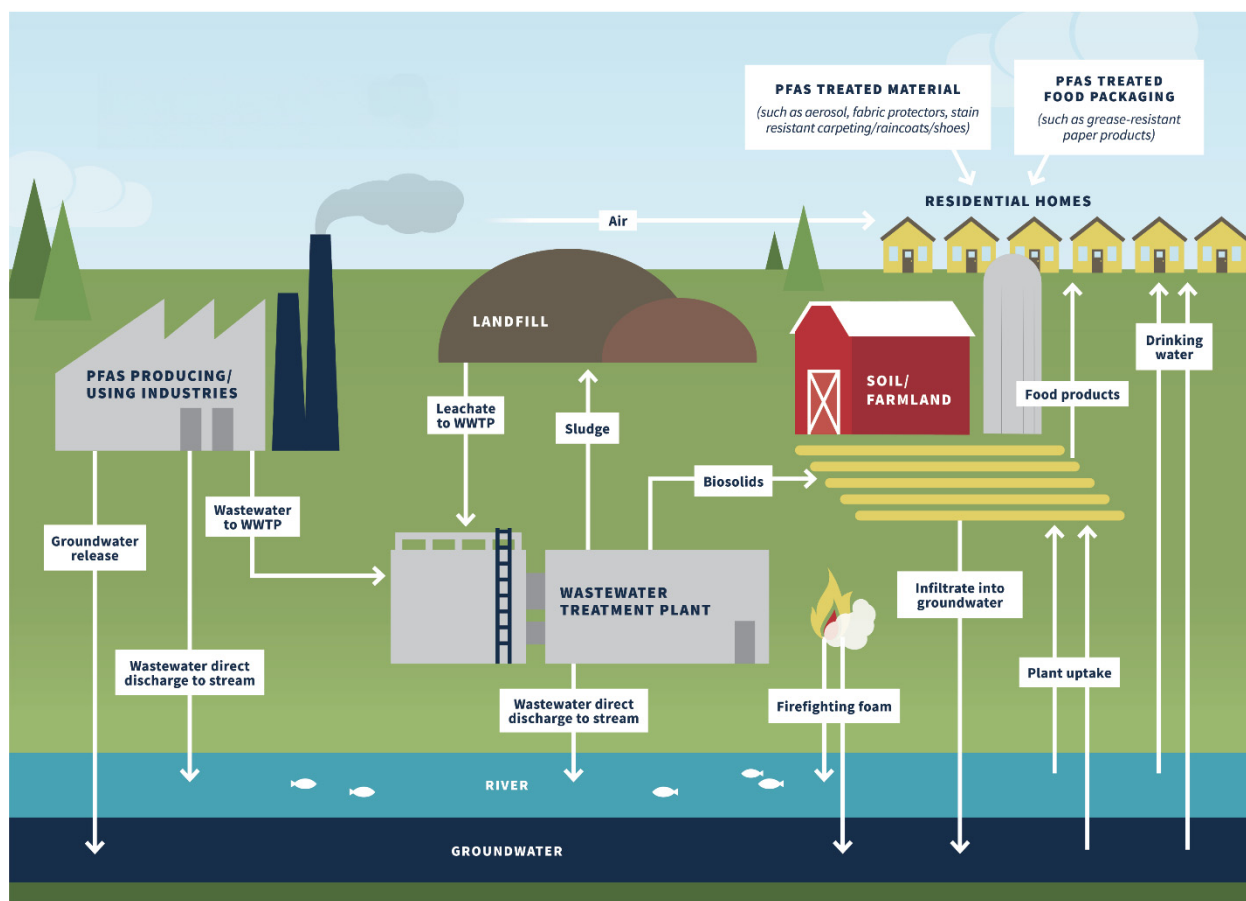 PFAS TREATED MATERIAL
(such as aerosol, fabric protectors, stain
resistant carpeting/raincoats/shoes)
PFAS TREATED
FOOD PACKAGING
(such as grease-resistant
paper products)
RESIDENTIAL HOMES
Air
LANDFILL
PFAS PRODUCING/
USING INDUSTRIES
SOIL/
FARMLAND
Drinking
water
Food products
Leachate
to WWTP
Sludge
Biosolids
Wastewater
to WWTP
Groundwater
release
WASTEWATER
TREATMENT PLANT
Infiltrate into
groundwater
Plant uptake
Wastewater direct
discharge to stream
Wastewater direct
discharge to stream
Firefighting foam
RIVER
GROUNDWATER